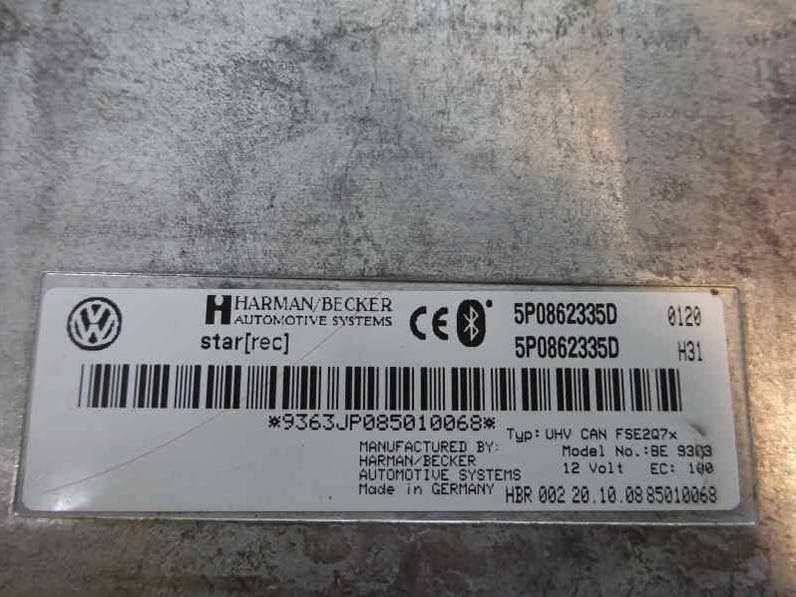 HARMAN/BECKER
AUTOMOTIVE SYSTEMS
star[rec]
CE
5P0862335D 0120
5P0862335D H31
*9363JP085010068*
Typ: UHV CAN FSE2Q7x
Model No.:BE 9303
12 Volt EC: 100
MANUFACTURED BY:
HARMAN/BECKER
AUTOMOTIVE SYSTEMS
Made in GERMANY
HBR 002 20.10.08 85010068